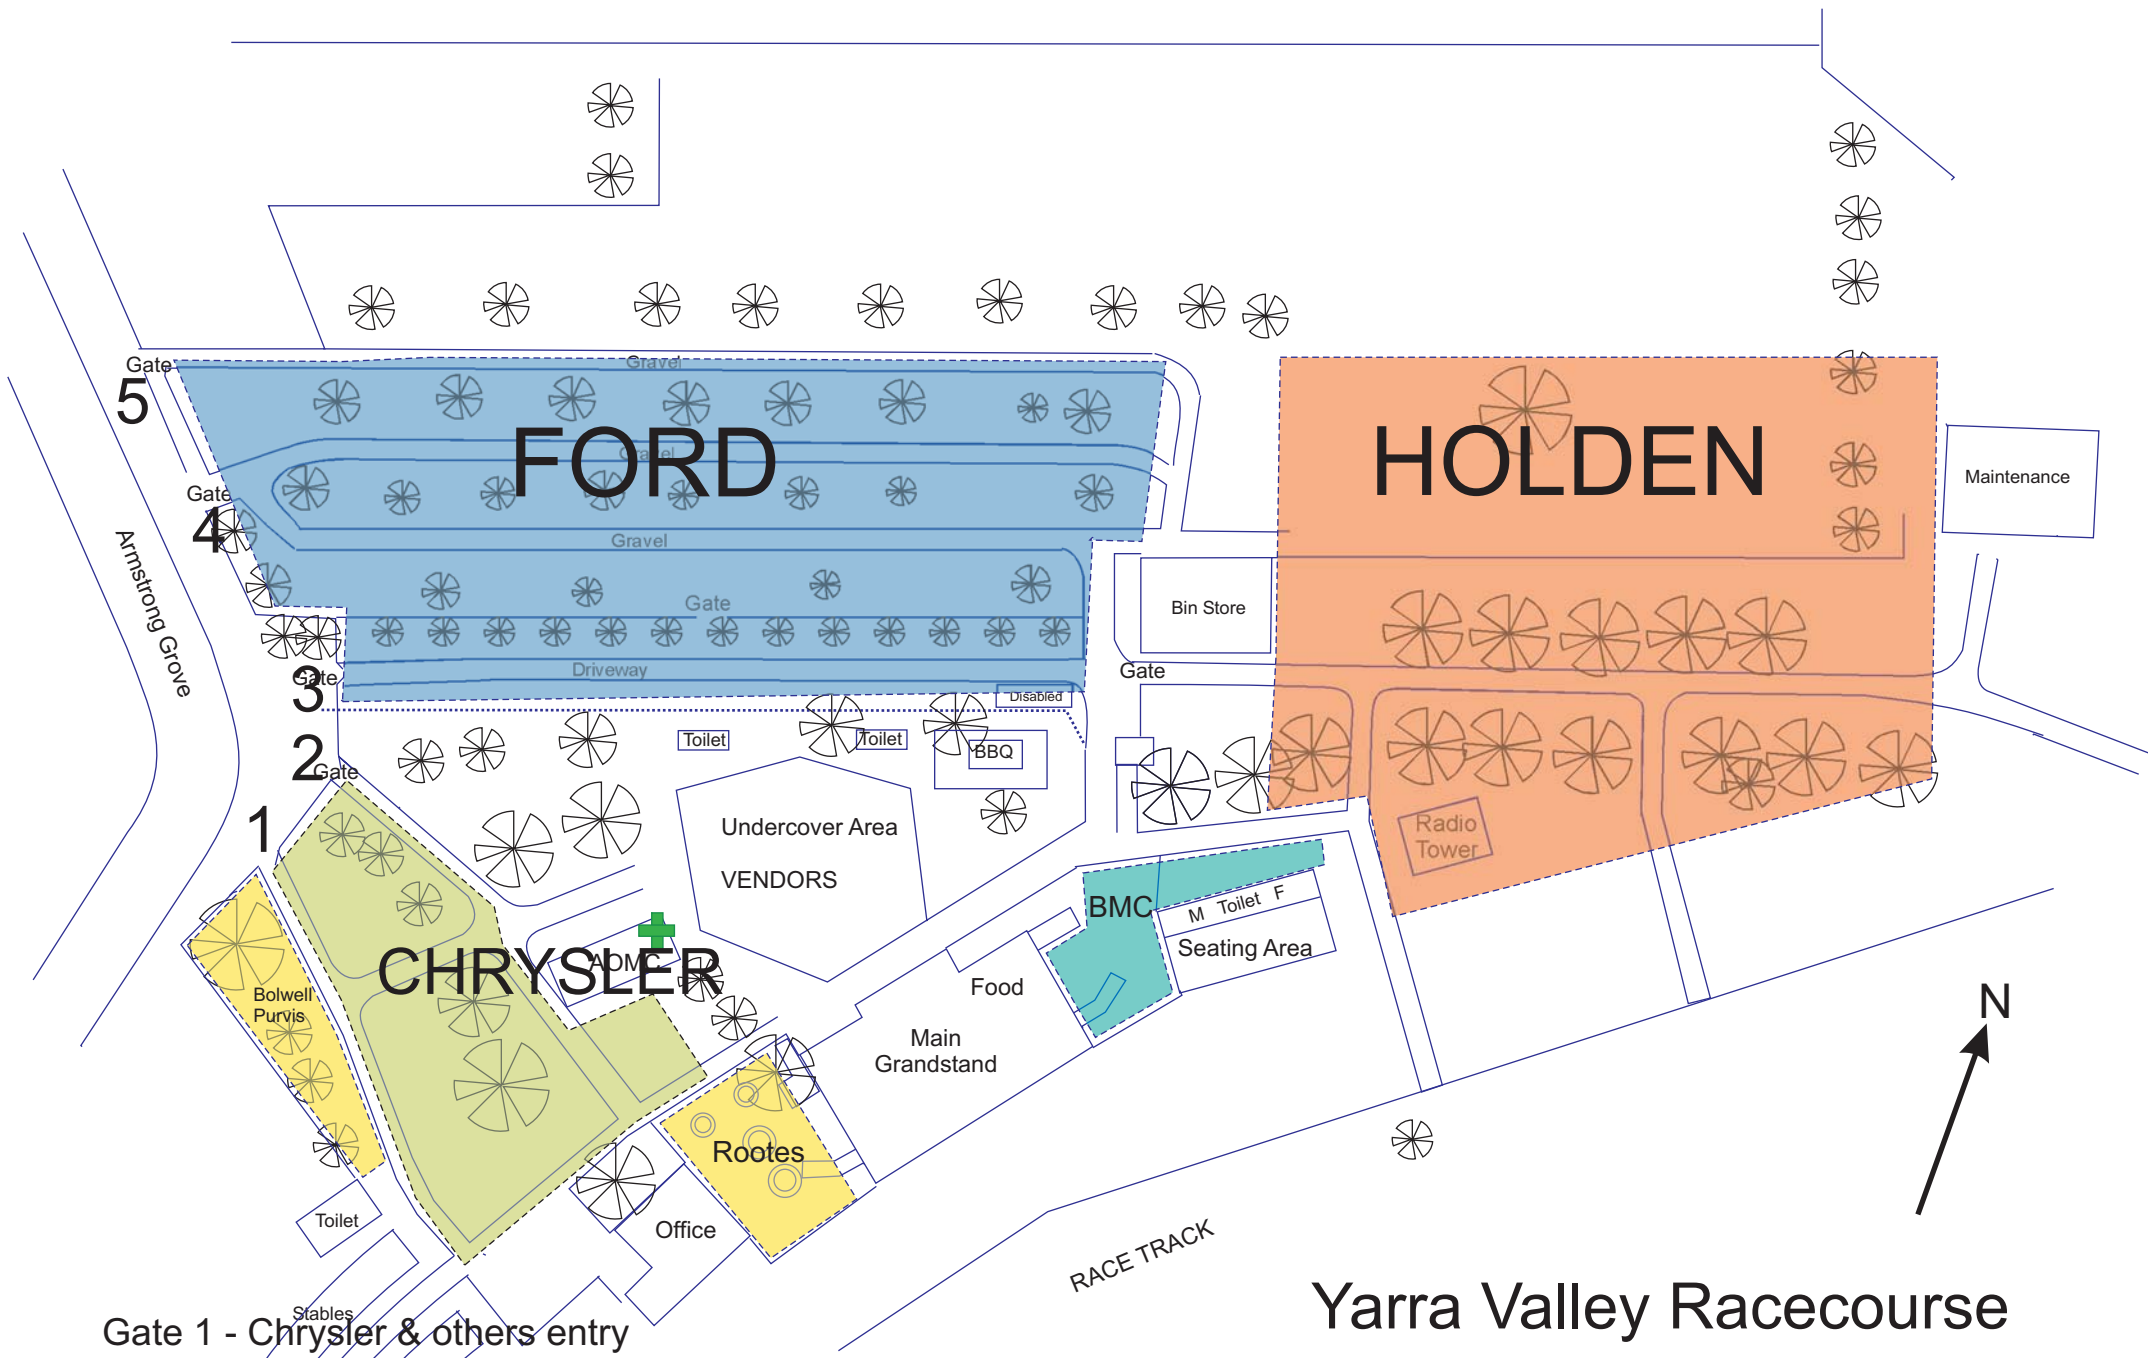 Gate
5
Gravel
FORD
HOLDEN
Gravel
Maintenance
Gate
4
Gravel
Armstrong Grove
Gate
Bin Store
Gate
3
Driveway
Gate
Disabled
2
Gate
Toilet
Toilet
BBQ
1
Undercover Area
VENDORS
Radio
Tower
BMC
M Toilet F
Seating Area
CHRYSLER
AOMC
Food
Bolwell
Purvis
Main
Grandstand
N
Rootes
Toilet
Office
RACE TRACK
Stables
Gate 1 - Chrysler & others entry
Yarra Valley Racecourse